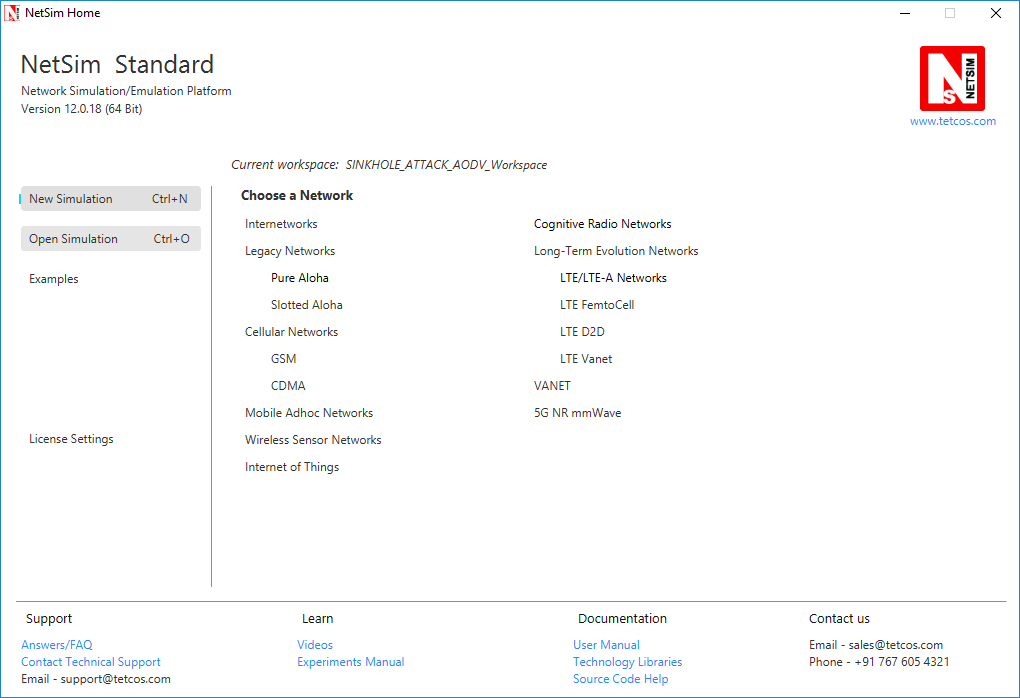 NetSim Home
NetSim Standard
Network Simulation/Emulation Platform
Version 12.0.18 (64 Bit)
NS NETSIM
www.tetcos.com
Current workspace: SINKHOLE_ATTACK_AODV_Workspace
New Simulation Ctrl+N
Open Simulation Ctrl+O
Examples
License Settings
Choose a Network
Internetworks
Legacy Networks
Pure Aloha
Slotted Aloha
Cellular Networks
GSM
CDMA
Mobile Adhoc Networks
Wireless Sensor Networks
Internet of Things
Cognitive Radio Networks
Long-Term Evolution Networks
LTE/LTE-A Networks
LTE FemtoCell
LTE D2D
LTE Vanet
VANET
5G NR mmWave
Support
Answers/FAQ
Contact Technical Support
Email - support@tetcos.com
Learn
Videos
Experiments Manual
Documentation
User Manual
Technology Libraries
Source Code Help
Contact us
Email - sales@tetcos.com
Phone - +91 767 605 4321